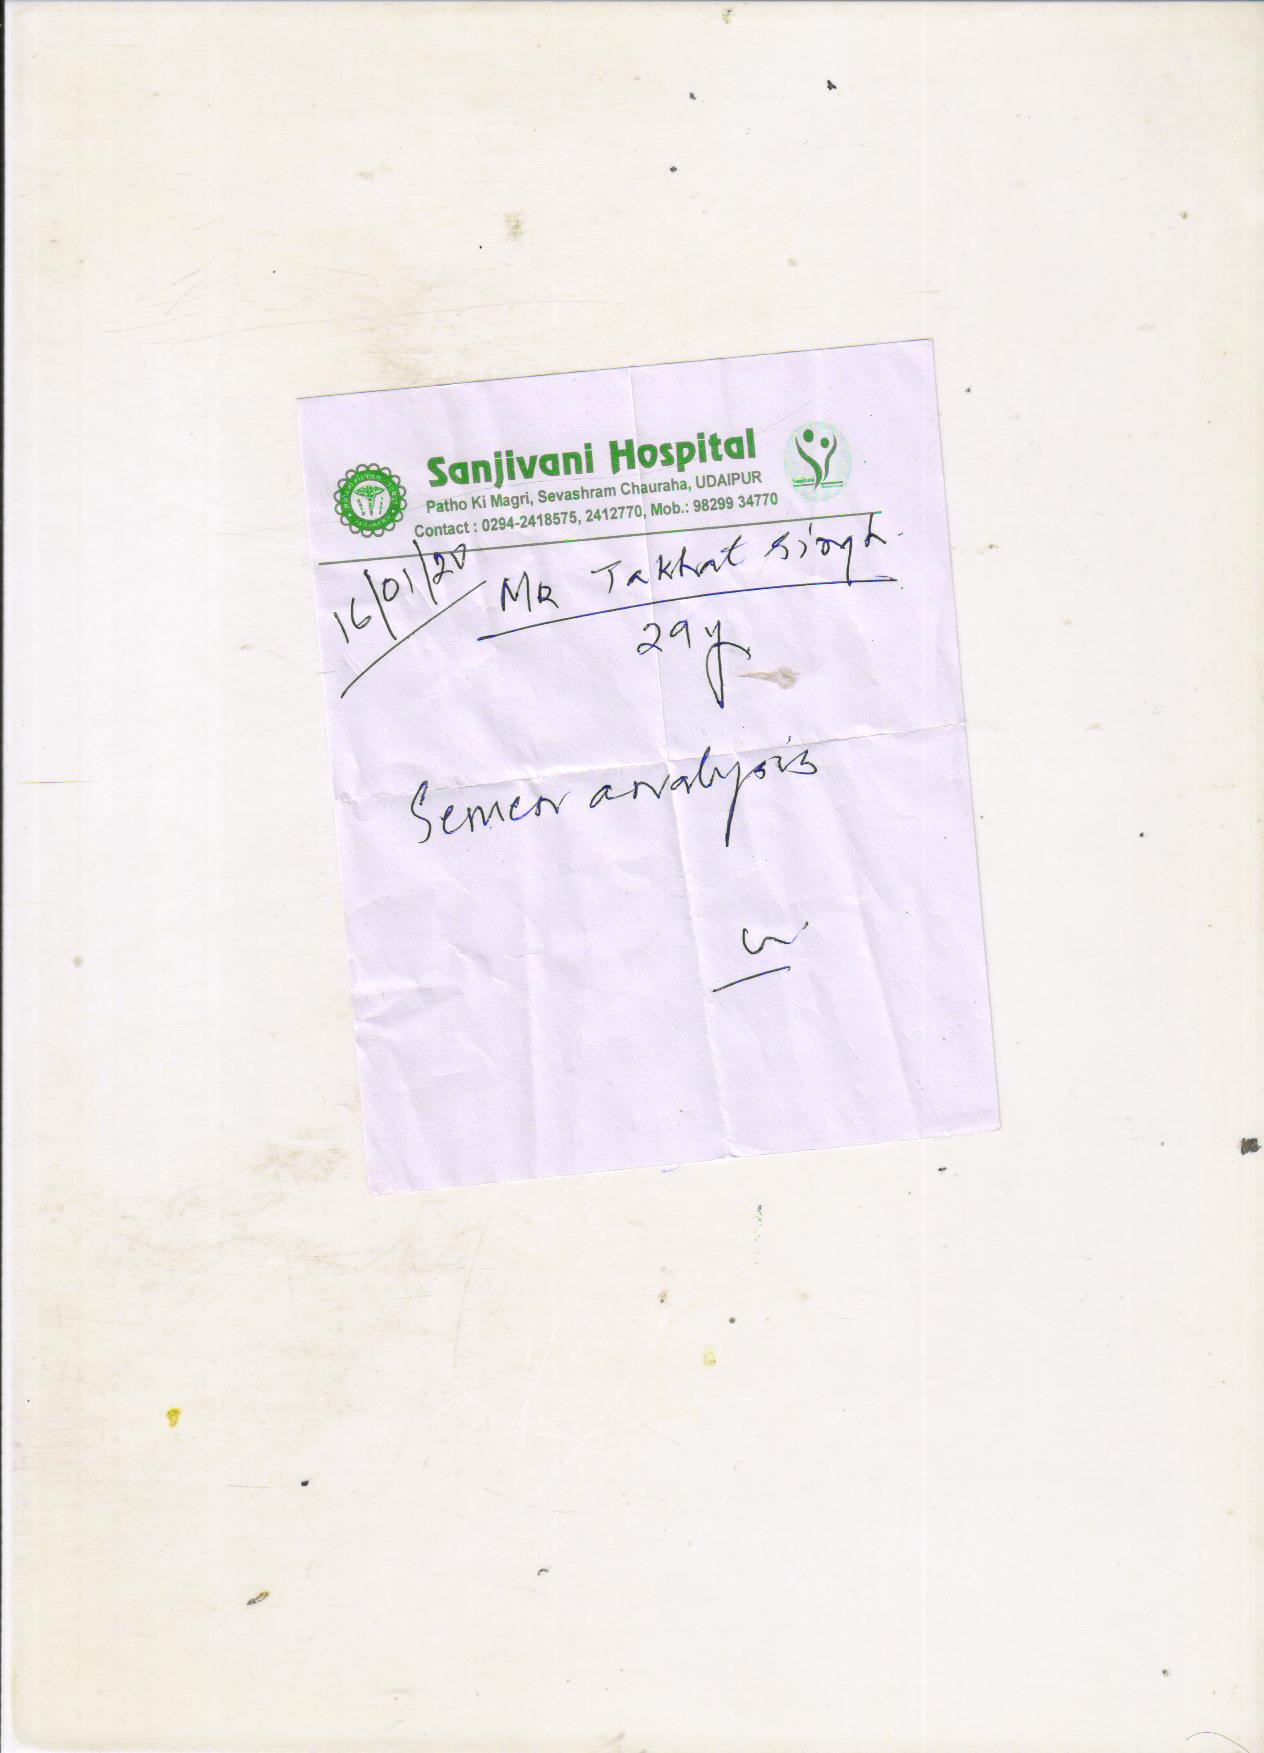 Sanjivani Hospital
Patho Ki Magri, Sevashram Chauraha, UDAIPUR
Contact : 0294-2418575, 2412770, Mob.: 98299 34770
16/01/20
MR Takhat Singh.
29y
Semen analysis